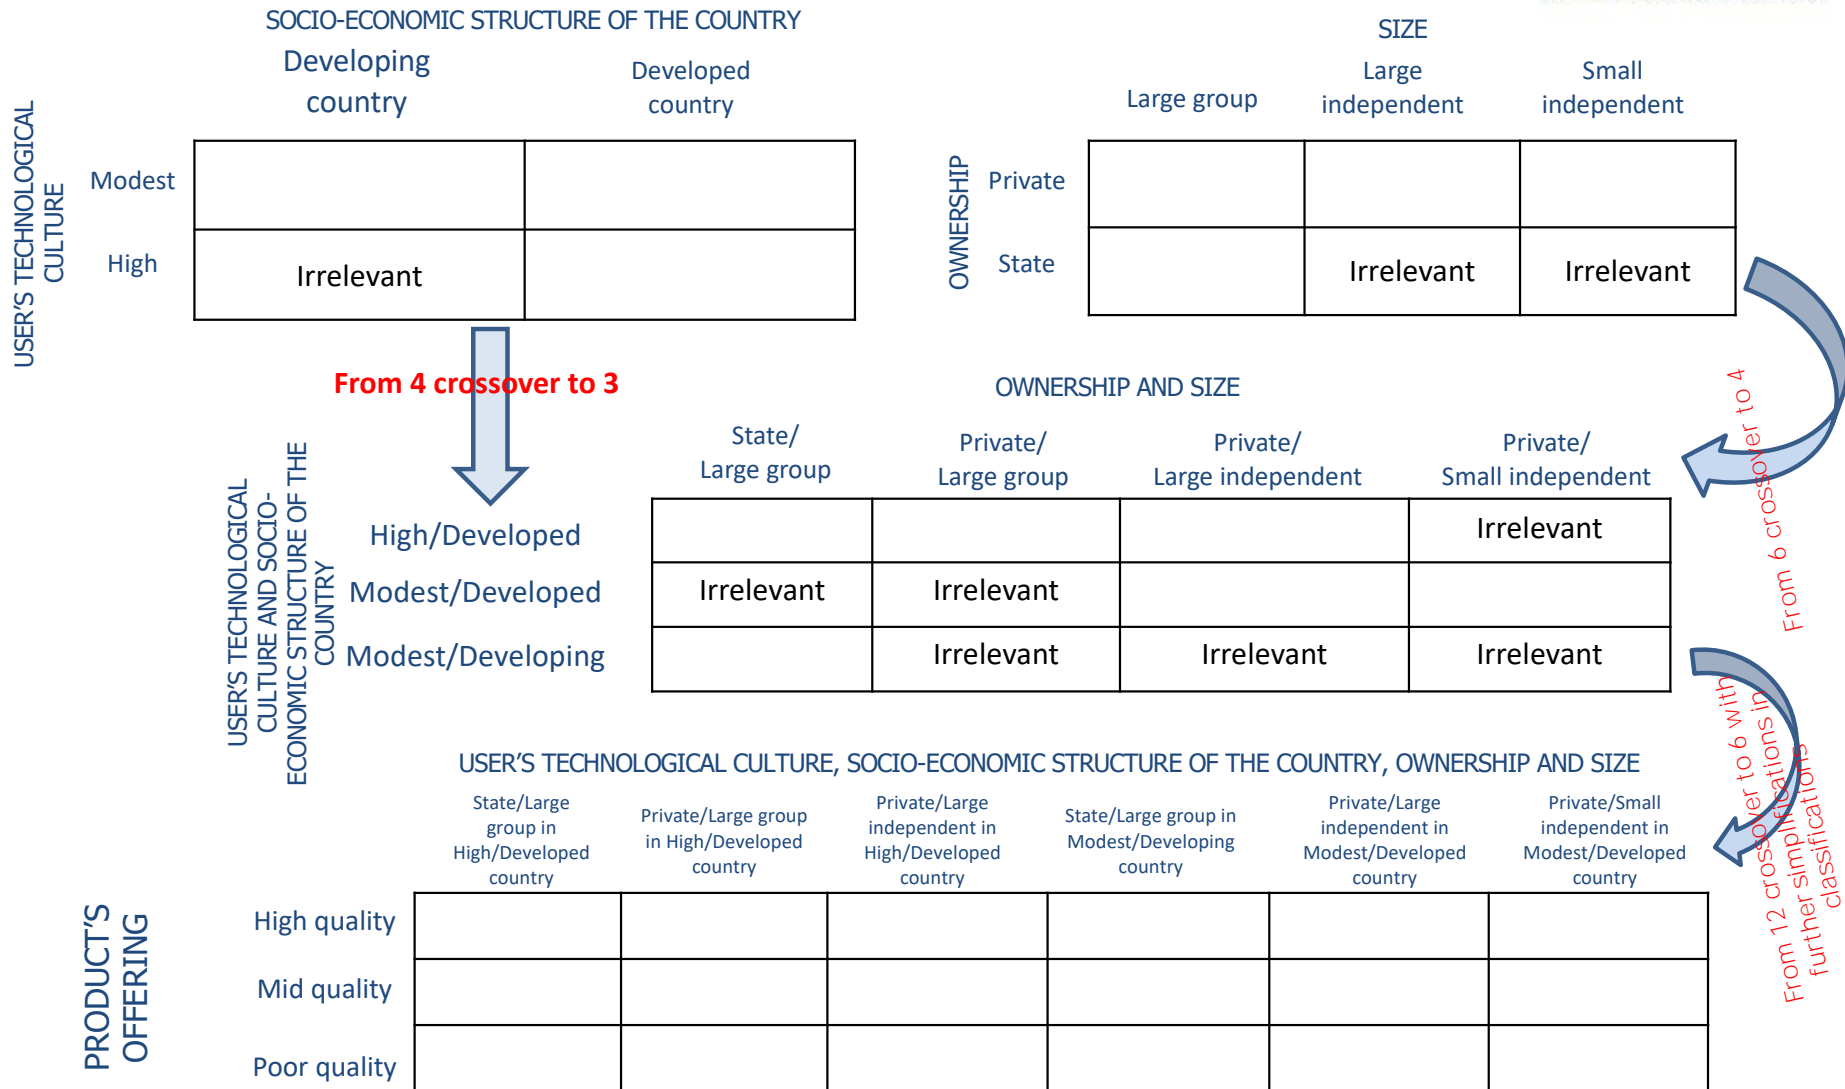 SOCIO-ECONOMIC STRUCTURE OF THE COUNTRY
Developing
country
Developed
country
USER'S TECHNOLOGICAL
CULTURE
Modest
High
Irrelevant
SIZE
Large group
Large
independent
Small
independent
OWNERSHIP
Private
State
Irrelevant
Irrelevant
From 4 crossover to 3
From 6 crossover to 4
OWNERSHIP AND SIZE
State/
Large group
Private/
Large group
Private/
Large independent
Private/
Small independent
USER'S TECHNOLOGICAL
CULTURE AND SOCIO-
ECONOMIC STRUCTURE OF THE
COUNTRY
High/Developed
Irrelevant
Modest/Developed
Irrelevant
Irrelevant
Modest/Developing
Irrelevant
Irrelevant
Irrelevant
From 12 crossover to 6 with
further simplifications in
classifications
USER'S TECHNOLOGICAL CULTURE, SOCIO-ECONOMIC STRUCTURE OF THE COUNTRY, OWNERSHIP AND SIZE
State/Large
group in
High/Developed
country
Private/Large group
in High/Developed
country
Private/Large
independent in
High/Developed
country
State/Large group in
Modest/Developing
country
Private/Large
independent in
Modest/Developed
country
Private/Small
independent in
Modest/Developed
country
PRODUCT'S
OFFERING
High quality
Mid quality
Poor quality